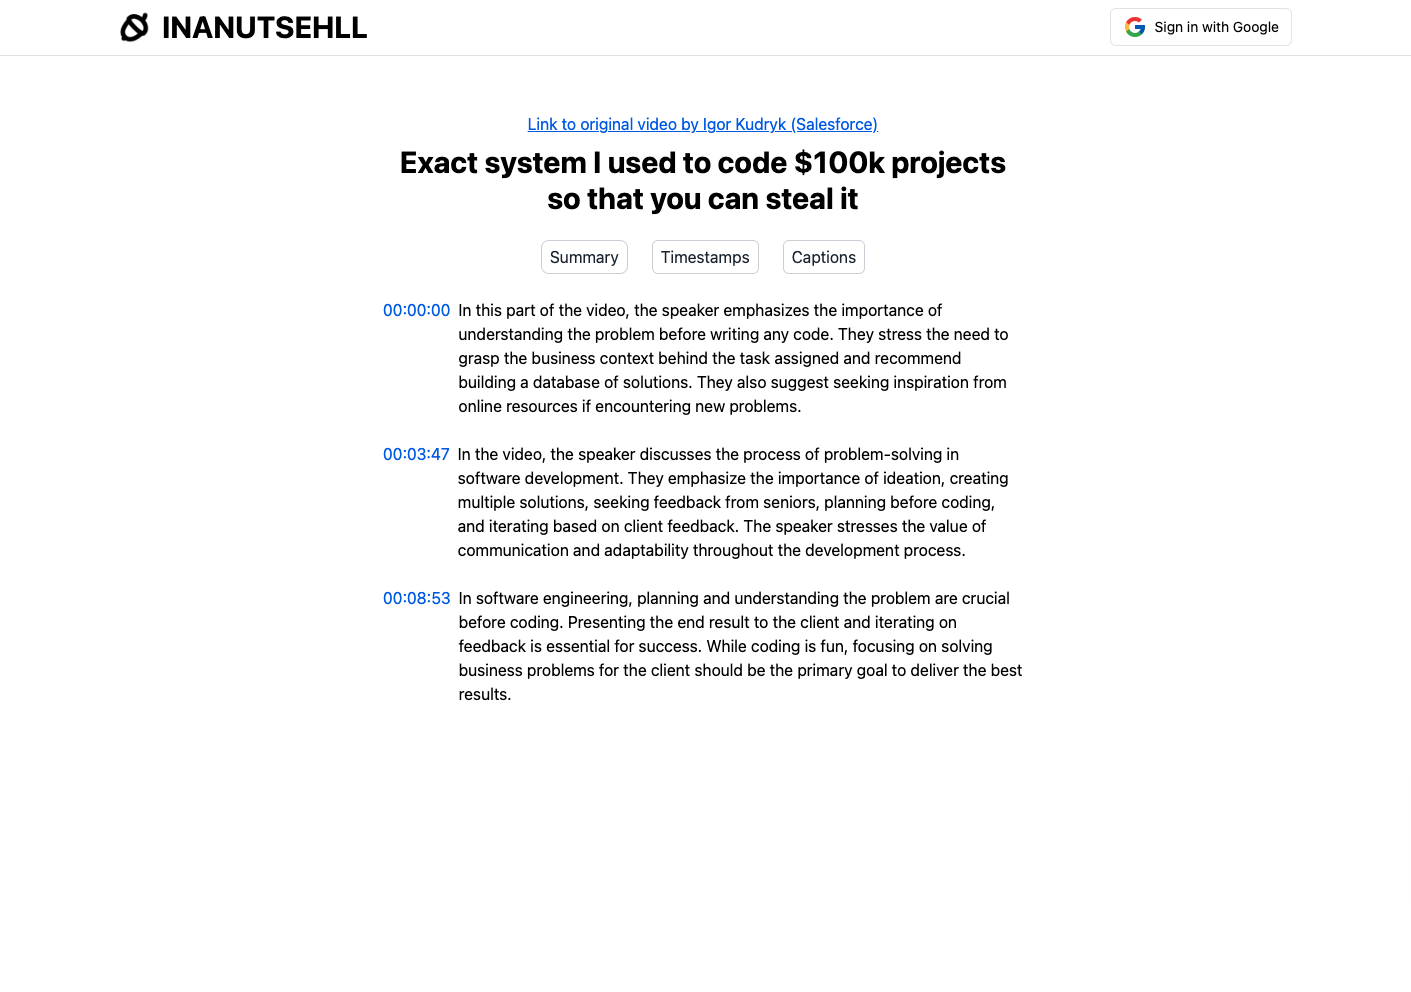 INANUTSEHLL
Sign in with Google
Link to original video by Igor Kudryk (Salesforce)
Exact system I used to code $100k projects
so that you can steal it
Summary
Timestamps
Captions
00:00:00 In this part of the video, the speaker emphasizes the importance of
understanding the problem before writing any code. They stress the need to
grasp the business context behind the task assigned and recommend
building a database of solutions. They also suggest seeking inspiration from
online resources if encountering new problems.
00:03:47 In the video, the speaker discusses the process of problem-solving in
software development. They emphasize the importance of ideation, creating
multiple solutions, seeking feedback from seniors, planning before coding,
and iterating based on client feedback. The speaker stresses the value of
communication and adaptability throughout the development process.
00:08:53 In software engineering, planning and understanding the problem are crucial
before coding. Presenting the end result to the client and iterating on
feedback is essential for success. While coding is fun, focusing on solving
business problems for the client should be the primary goal to deliver the best
results.